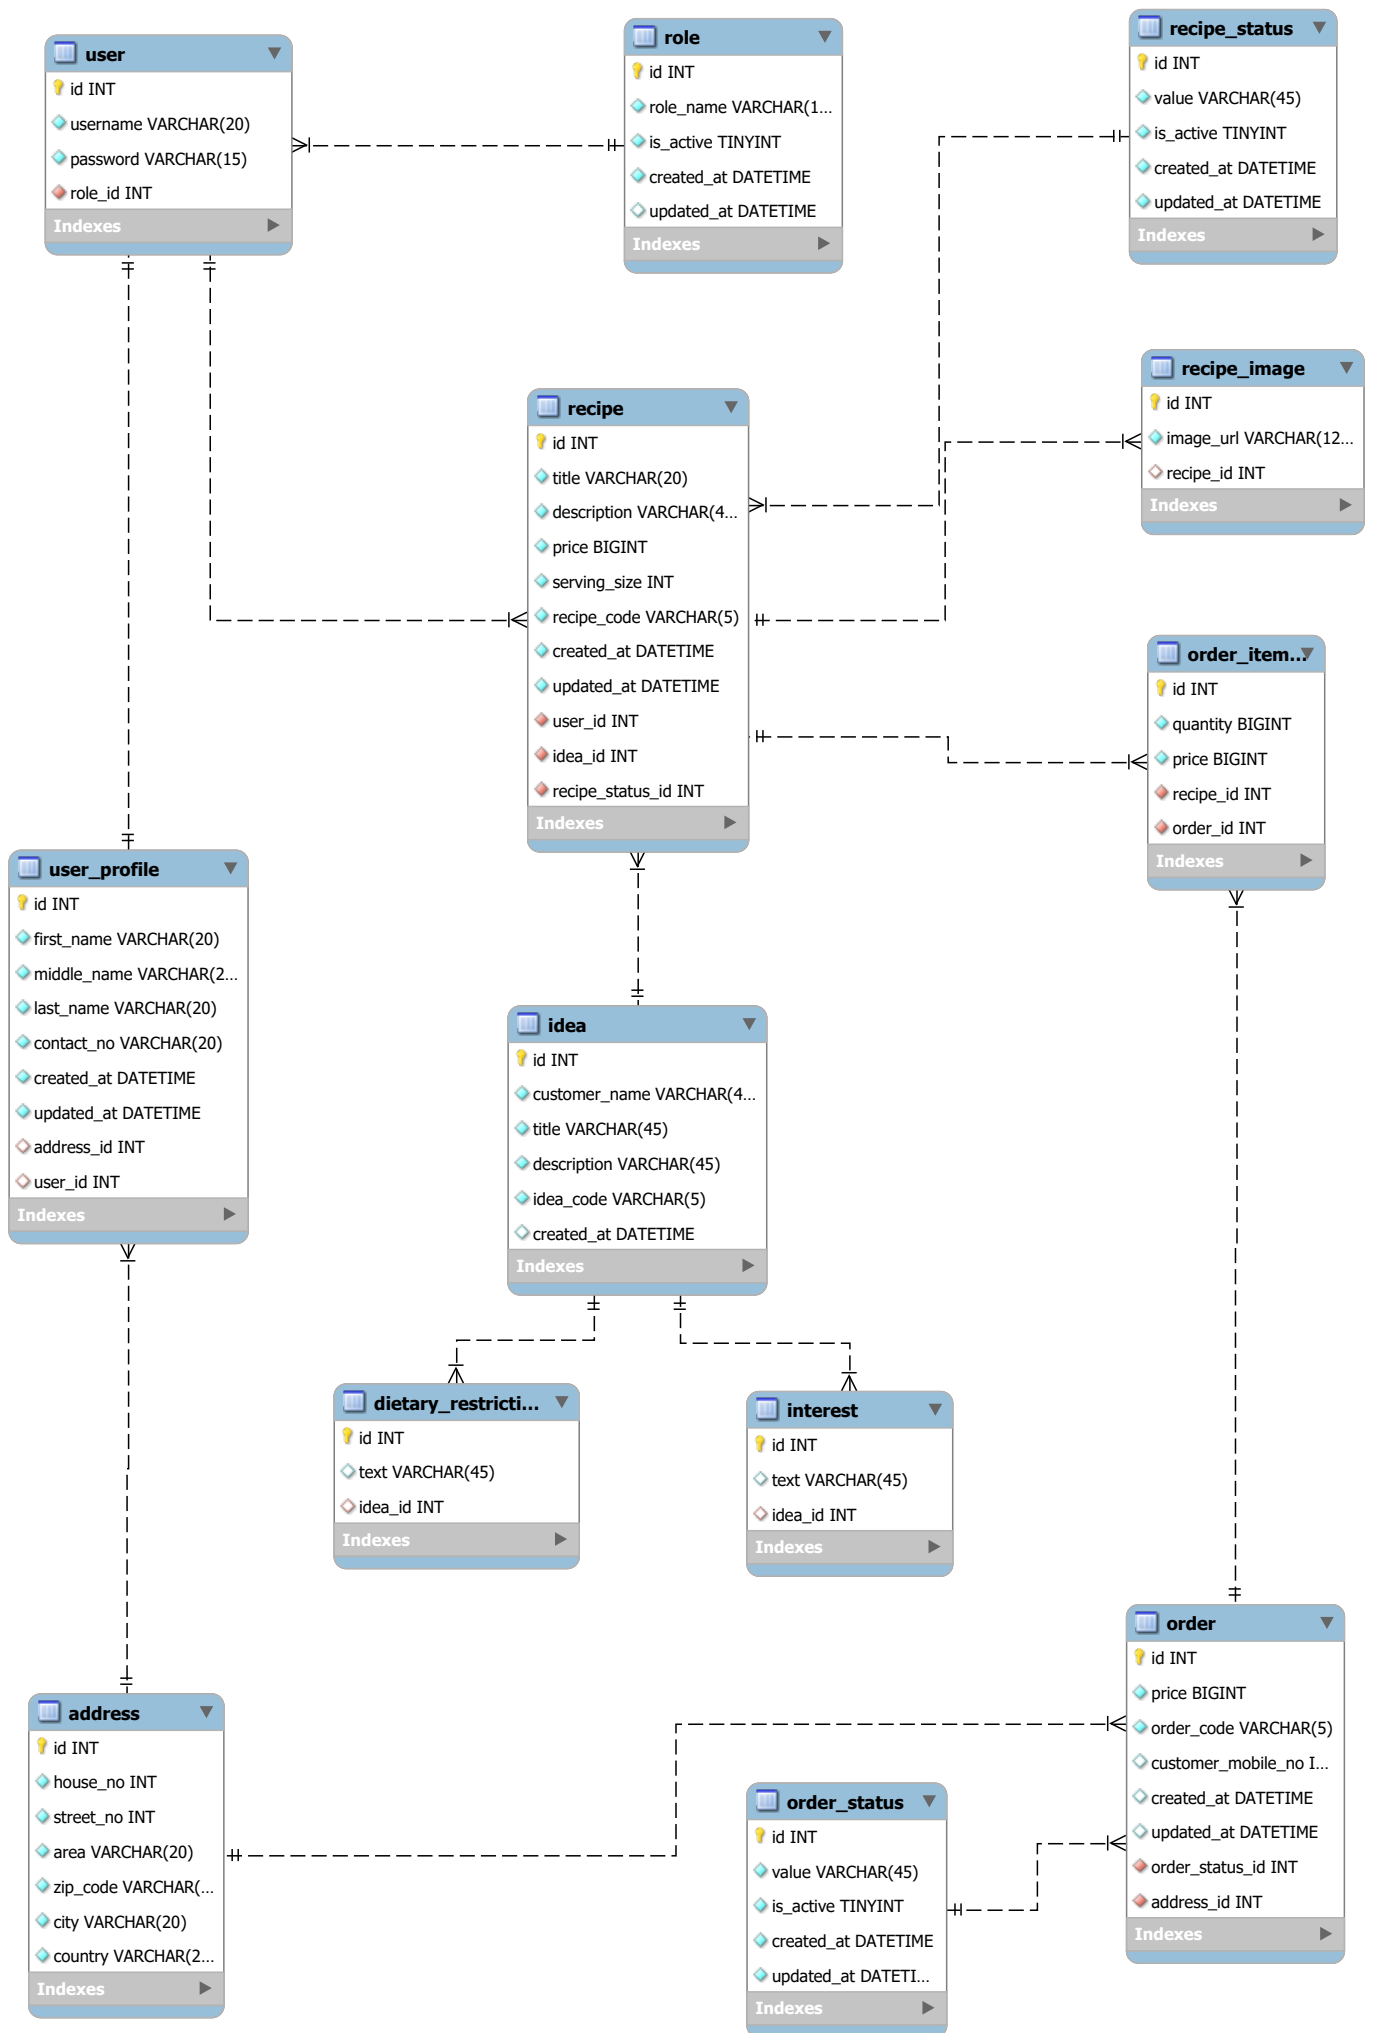 user
id INT
username VARCHAR(20)
password VARCHAR(15)
role_id INT
Indexes
role
id INT
role_name VARCHAR(1...
is_active TINYINT
created_at DATETIME
updated_at DATETIME
Indexes
recipe_status
id INT
value VARCHAR(45)
is_active TINYINT
created_at DATETIME
updated_at DATETIME
Indexes
recipe_image
id INT
image_url VARCHAR(12...
recipe_id INT
Indexes
recipe
id INT
title VARCHAR(20)
description VARCHAR(4...
price BIGINT
serving_size INT
recipe_code VARCHAR(5)
created_at DATETIME
updated_at DATETIME
user_id INT
idea_id INT
recipe_status_id INT
Indexes
order_item...
id INT
quantity BIGINT
price BIGINT
recipe_id INT
order_id INT
Indexes
user_profile
id INT
first_name VARCHAR(20)
middle_name VARCHAR(2...
last_name VARCHAR(20)
contact_no VARCHAR(20)
created_at DATETIME
updated_at DATETIME
address_id INT
user_id INT
Indexes
idea
id INT
customer_name VARCHAR(4...
title VARCHAR(45)
description VARCHAR(45)
idea_code VARCHAR(5)
created_at DATETIME
Indexes
dietary_restricti...
id INT
text VARCHAR(45)
idea_id INT
Indexes
interest
id INT
text VARCHAR(45)
idea_id INT
Indexes
order
id INT
price BIGINT
order_code VARCHAR(5)
customer_mobile_no I...
created_at DATETIME
updated_at DATETIME
order_status_id INT
address_id INT
Indexes
address
id INT
house_no INT
street_no INT
area VARCHAR(20)
zip_code VARCHAR(...
city VARCHAR(20)
country VARCHAR(2...
Indexes
order_status
id INT
value VARCHAR(45)
is_active TINYINT
created_at DATETIME
updated_at DATETI...
Indexes